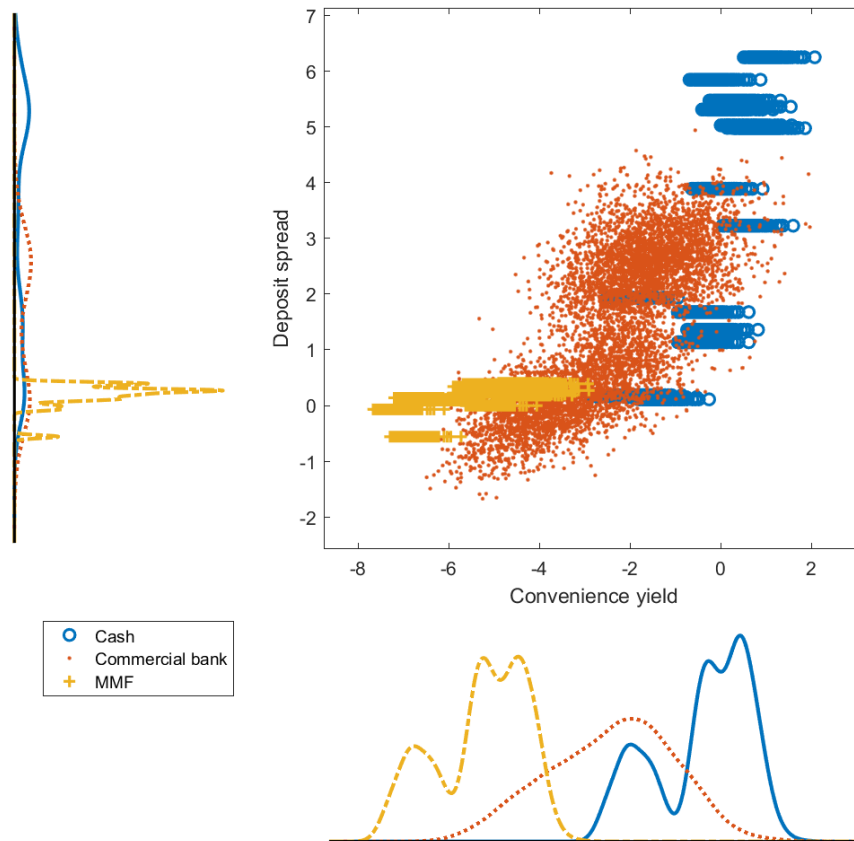 7
6
5
4
3
2
1
0
-1
-2
Deposit spread
-8 -6 -4 -2 0 2
Convenience yield
Cash
Commercial bank
MMF